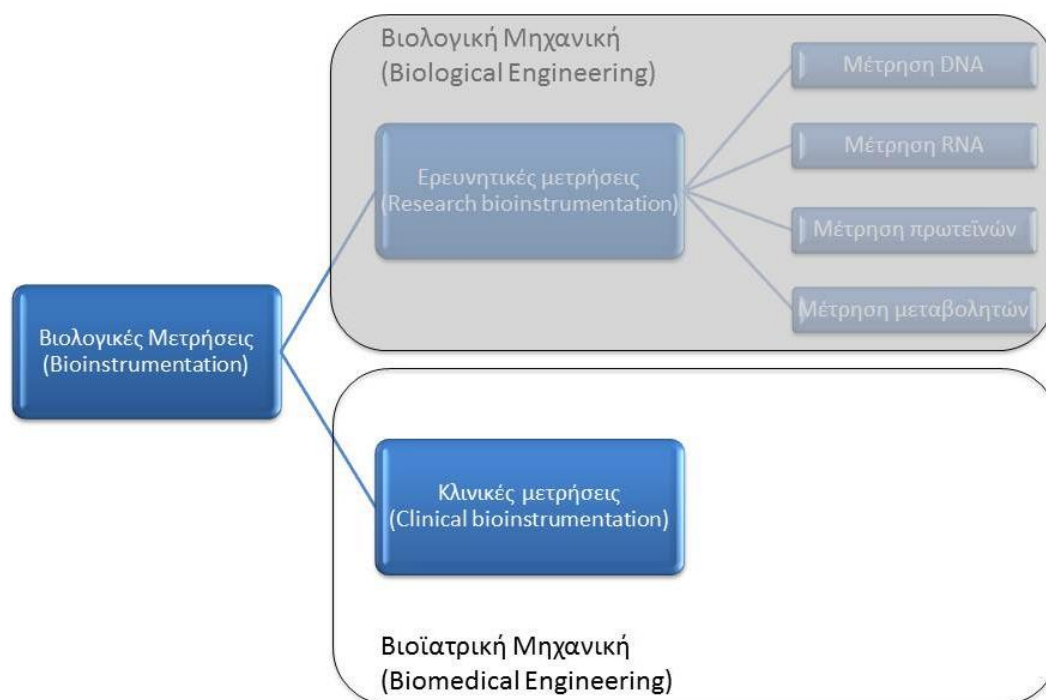 Βιολογική Μηχανική
(Biological Engineering)
Μέτρηση DNA
Μέτρηση RNA
Ερευνητικές μετρήσεις
(Research bioinstrumentation)
Μέτρηση πρωτεϊνών
Μέτρηση μεταβολητών
Βιολογικές Μετρήσεις
(Bioinstrumentation)
Κλινικές μετρήσεις
(Clinical bioinstrumentation)
Βιοϊατρική Μηχανική
(Biomedical Engineering)